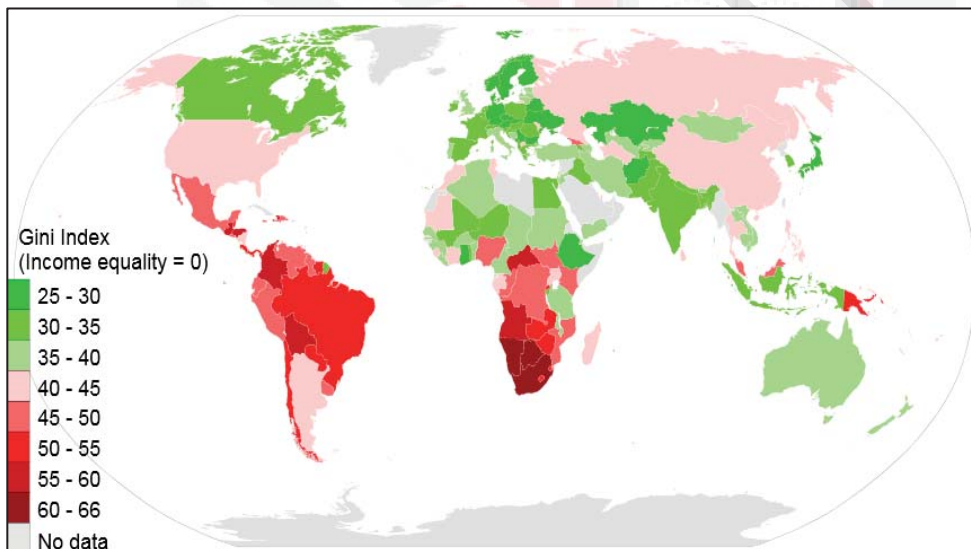 Gini Index
(Income equality = 0)
25 - 30
30 - 35
35 - 40
40 - 45
45 - 50
50 - 55
55 - 60
60 - 66
No data